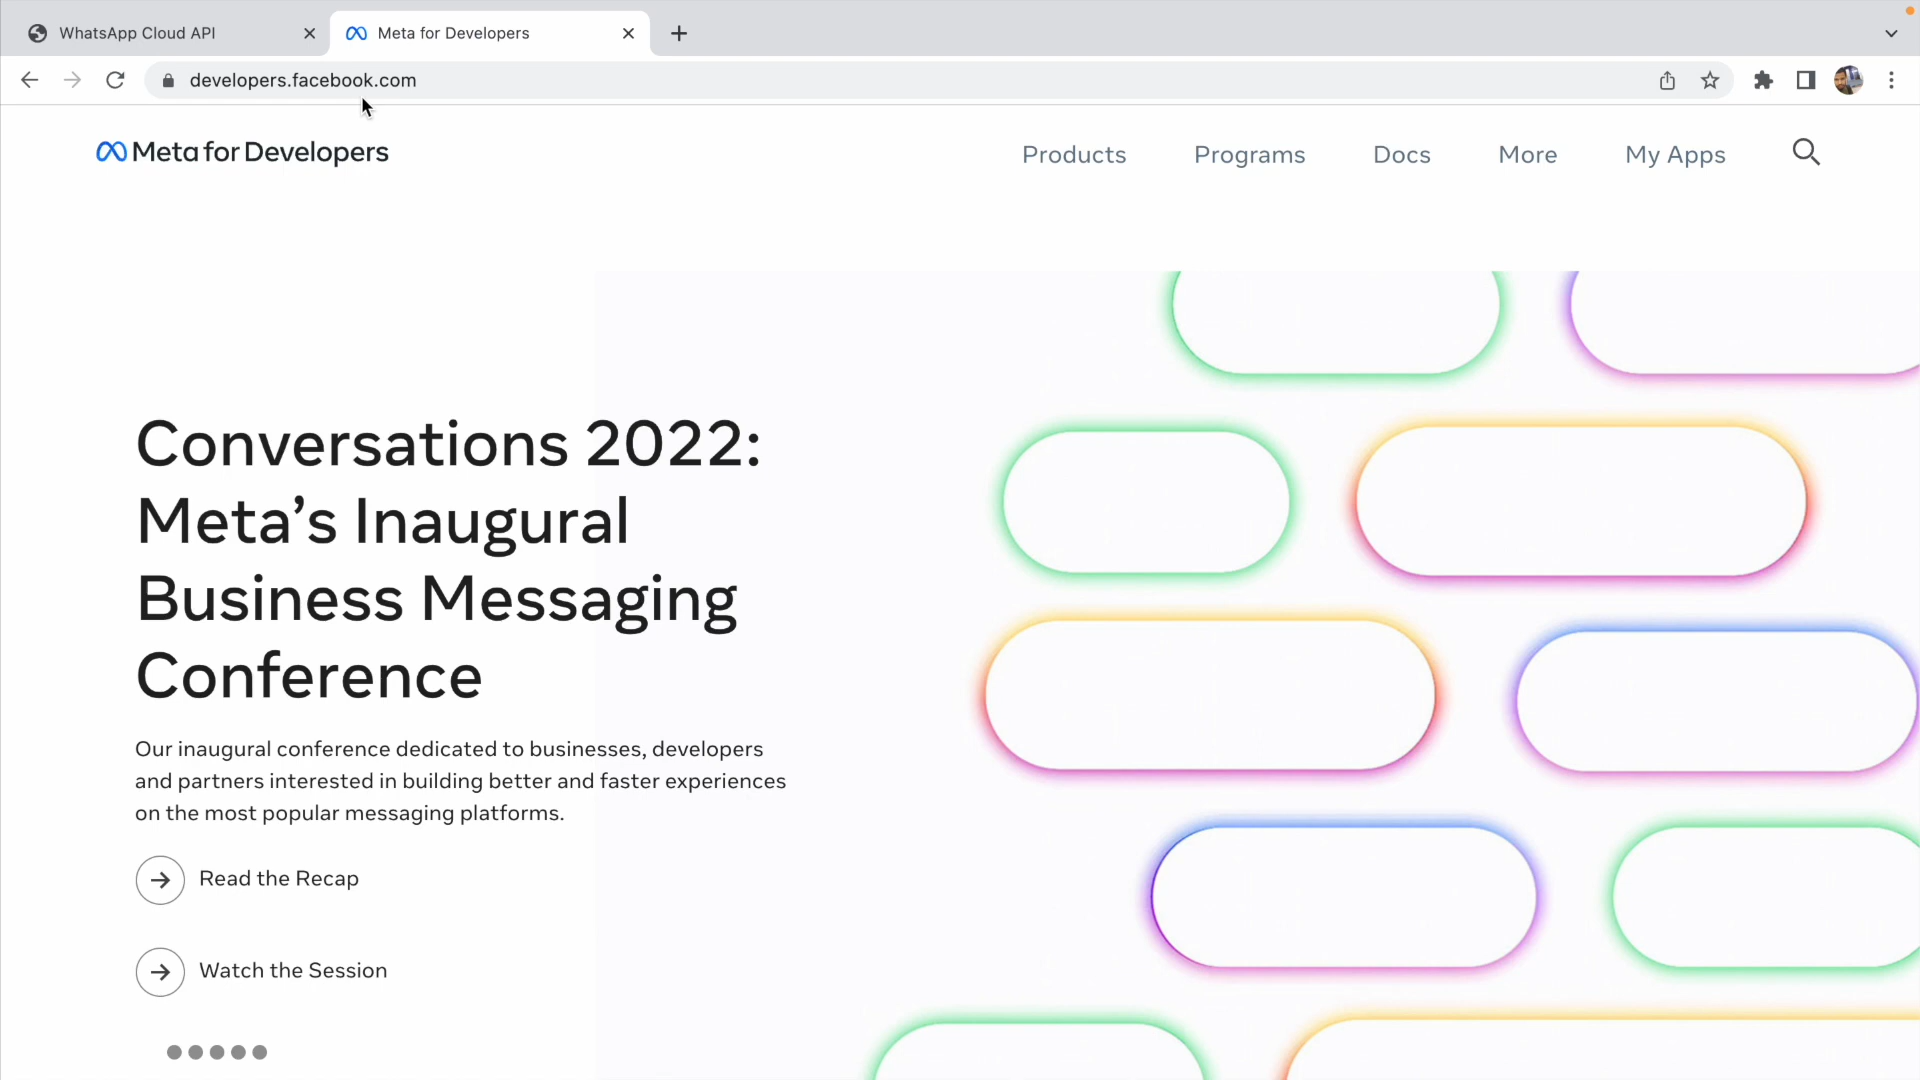 WhatsApp Cloud API
Meta for Developers
developers.facebook.com
Meta for Developers
Products
Programs
Docs
More
My Apps
Conversations 2022:
Meta’s Inaugural
Business Messaging
Conference
Our inaugural conference dedicated to businesses, developers
and partners interested in building better and faster experiences
on the most popular messaging platforms.
Read the Recap
Watch the Session